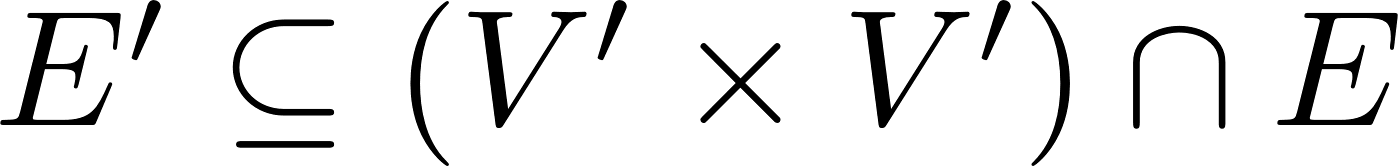 E′ ⊆ (V′ × V′) ∩ E